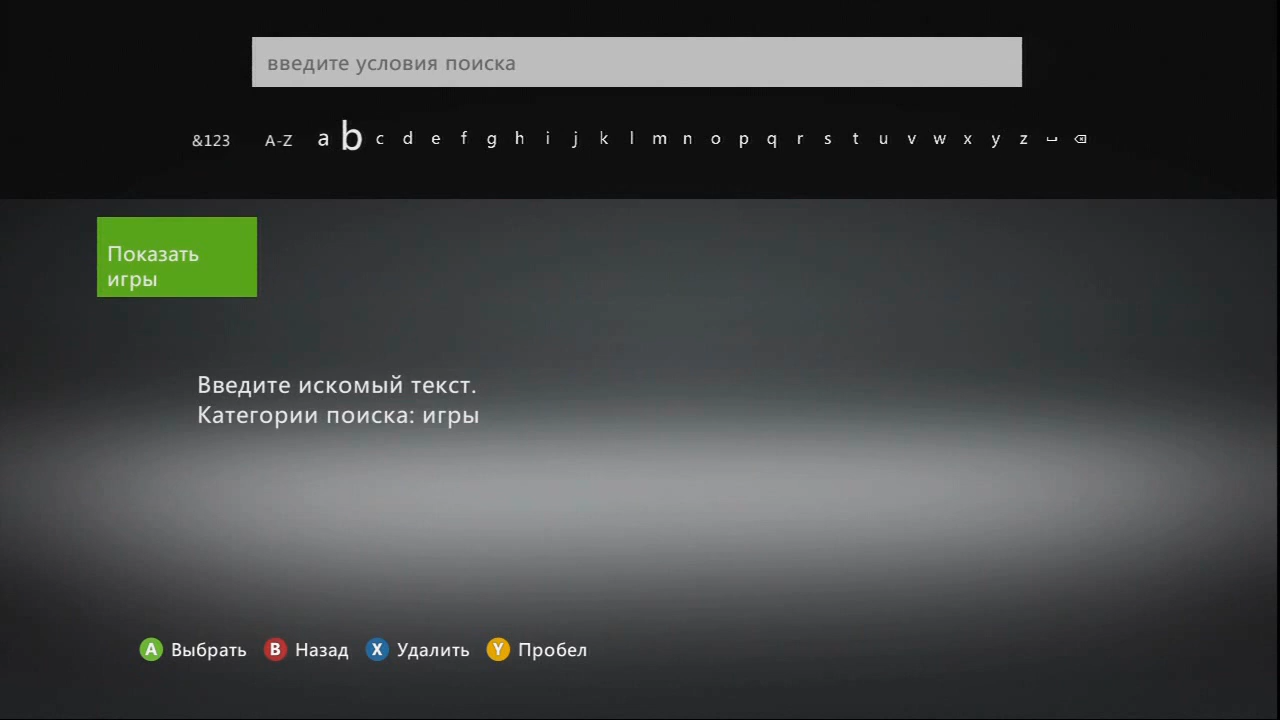 введите условия поиска
&123 A-Z a b c d e f g h i j k l m n o p q r s t u v w x y z
Показать
игры
Введите искомый текст.
Категории поиска: игры
A Выбрать B Назад X Удалить Y Пробел